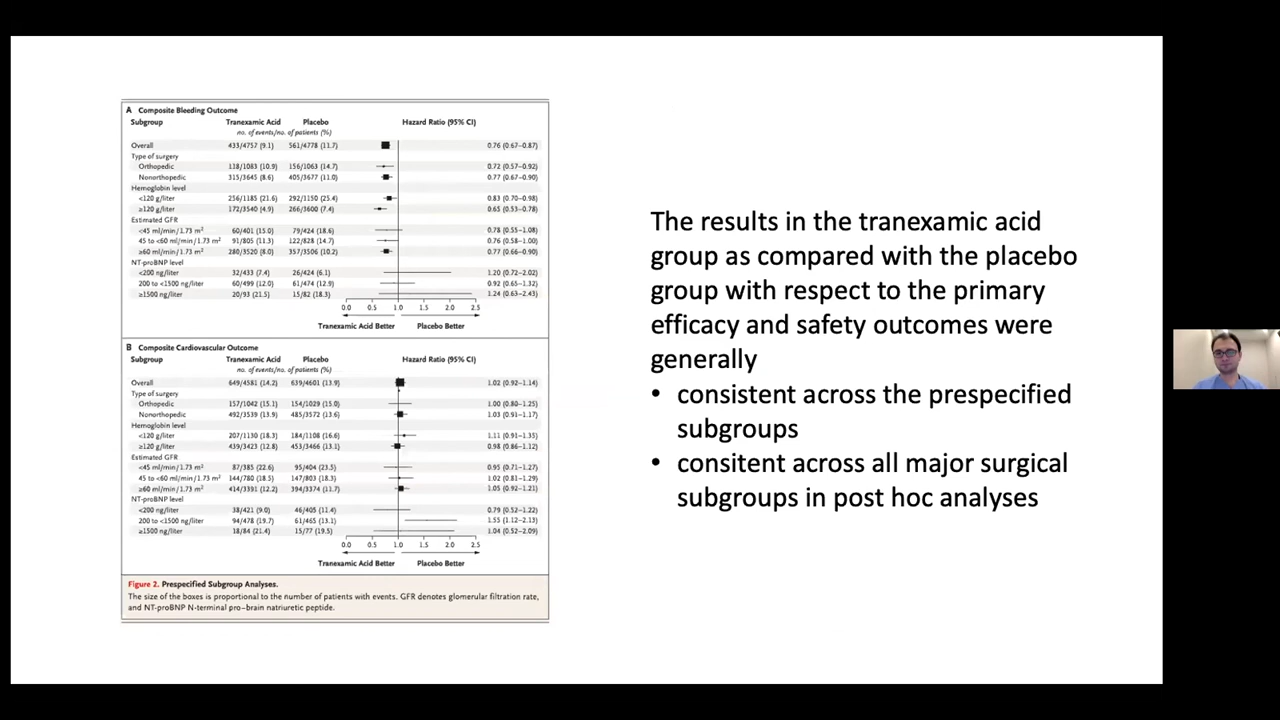 A Composite Bleeding Outcome
Subgroup Tranexamic Acid Placebo Hazard Ratio (95% CI)
no. of events/no. of patients (%)
Overall 433/4757 (9.1) 561/4778 (11.7) 0.76 (0.67–0.87)
Type of surgery
Orthopedic 118/1083 (10.9) 156/1063 (14.7) 0.72 (0.57–0.92)
Nonorthopedic 315/3645 (8.6) 405/3677 (11.0) 0.77 (0.67–0.90)
Hemoglobin level
<120 g/liter 256/1185 (21.6) 292/1150 (25.4) 0.83 (0.70–0.98)
≥120 g/liter 172/3540 (4.9) 266/3600 (7.4) 0.65 (0.53–0.78)
Estimated GFR
<45 ml/min/1.73 m² 60/401 (15.0) 79/424 (18.6) 0.78 (0.55–1.08)
45 to <60 ml/min/1.73 m² 91/805 (11.3) 122/828 (14.7) 0.76 (0.58–1.00)
≥60 ml/min/1.73 m² 280/3520 (8.0) 357/3506 (10.2) 0.77 (0.66–0.90)
NT-proBNP level
<200 ng/liter 32/433 (7.4) 26/424 (6.1) 1.20 (0.72–2.02)
200 to <1500 ng/liter 60/499 (12.0) 61/474 (12.9) 0.92 (0.65–1.32)
≥1500 ng/liter 20/93 (21.5) 15/82 (18.3) 1.24 (0.63–2.43)
0.0 0.5 1.0 1.5 2.0 2.5
Tranexamic Acid Better Placebo Better
B Composite Cardiovascular Outcome
Subgroup Tranexamic Acid Placebo Hazard Ratio (95% CI)
no. of events/no. of patients (%)
Overall 649/4581 (14.2) 639/4601 (13.9) 1.02 (0.92–1.14)
Type of surgery
Orthopedic 157/1042 (15.1) 154/1029 (15.0) 1.00 (0.80–1.25)
Nonorthopedic 492/3539 (13.9) 485/3572 (13.6) 1.03 (0.91–1.17)
Hemoglobin level
<120 g/liter 207/1130 (18.3) 184/1108 (16.6) 1.11 (0.91–1.35)
≥120 g/liter 439/3423 (12.8) 453/3466 (13.1) 0.98 (0.86–1.12)
Estimated GFR
<45 ml/min/1.73 m² 87/385 (22.6) 95/404 (23.5) 0.95 (0.71–1.27)
45 to <60 ml/min/1.73 m² 144/780 (18.5) 147/803 (18.3) 1.02 (0.81–1.29)
≥60 ml/min/1.73 m² 414/3391 (12.2) 394/3374 (11.7) 1.05 (0.92–1.21)
NT-proBNP level
<200 ng/liter 38/421 (9.0) 46/405 (11.4) 0.79 (0.52–1.22)
200 to <1500 ng/liter 94/478 (19.7) 61/465 (13.1) 1.55 (1.12–2.13)
≥1500 ng/liter 18/84 (21.4) 15/77 (19.5) 1.04 (0.52–2.09)
0.0 0.5 1.0 1.5 2.0 2.5
Tranexamic Acid Better Placebo Better
Figure 2. Prespecified Subgroup Analyses.
The size of the boxes is proportional to the number of patients with events. GFR denotes glomerular filtration rate,
and NT-proBNP N-terminal pro–brain natriuretic peptide.
The results in the tranexamic acid
group as compared with the placebo
group with respect to the primary
efficacy and safety outcomes were
generally
• consistent across the prespecified
subgroups
• consitent across all major surgical
subgroups in post hoc analyses